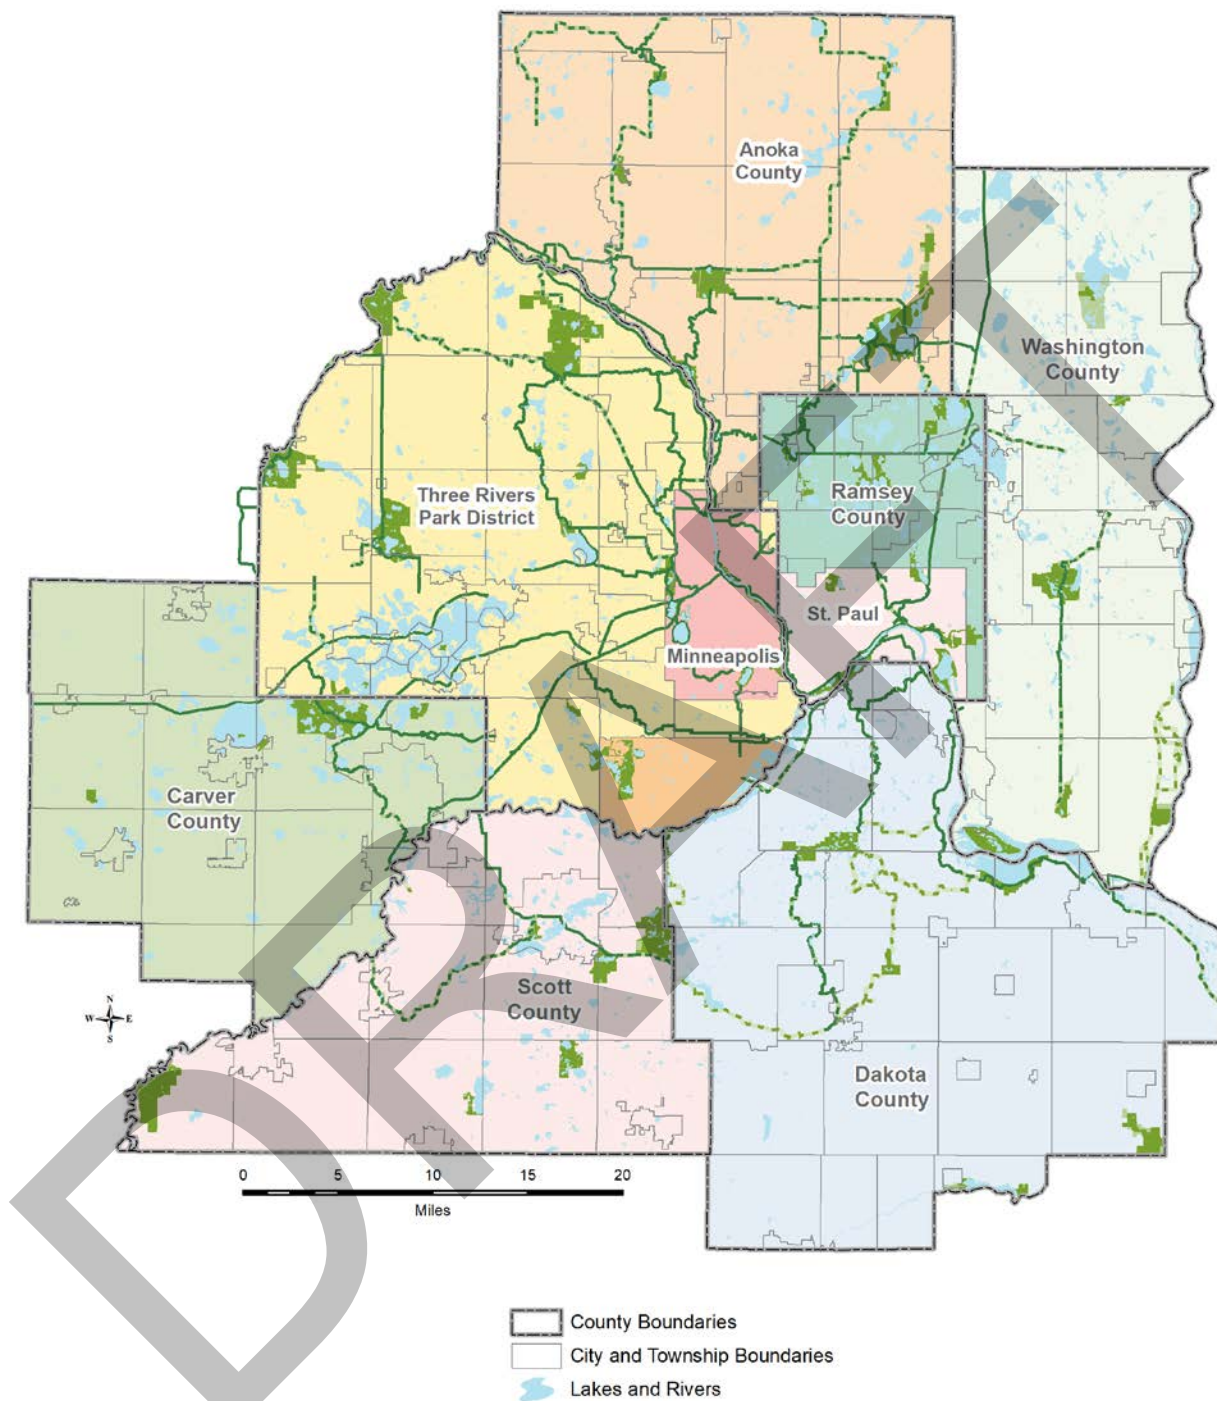 Anoka
County
Washington
County
Three Rivers
Park District
Ramsey
County
St. Paul
Minneapolis
Carver
County
N
W E
S
Scott
County
Dakota
County
0 5 10 15 20
Miles
County Boundaries
City and Township Boundaries
Lakes and Rivers
DRAFT